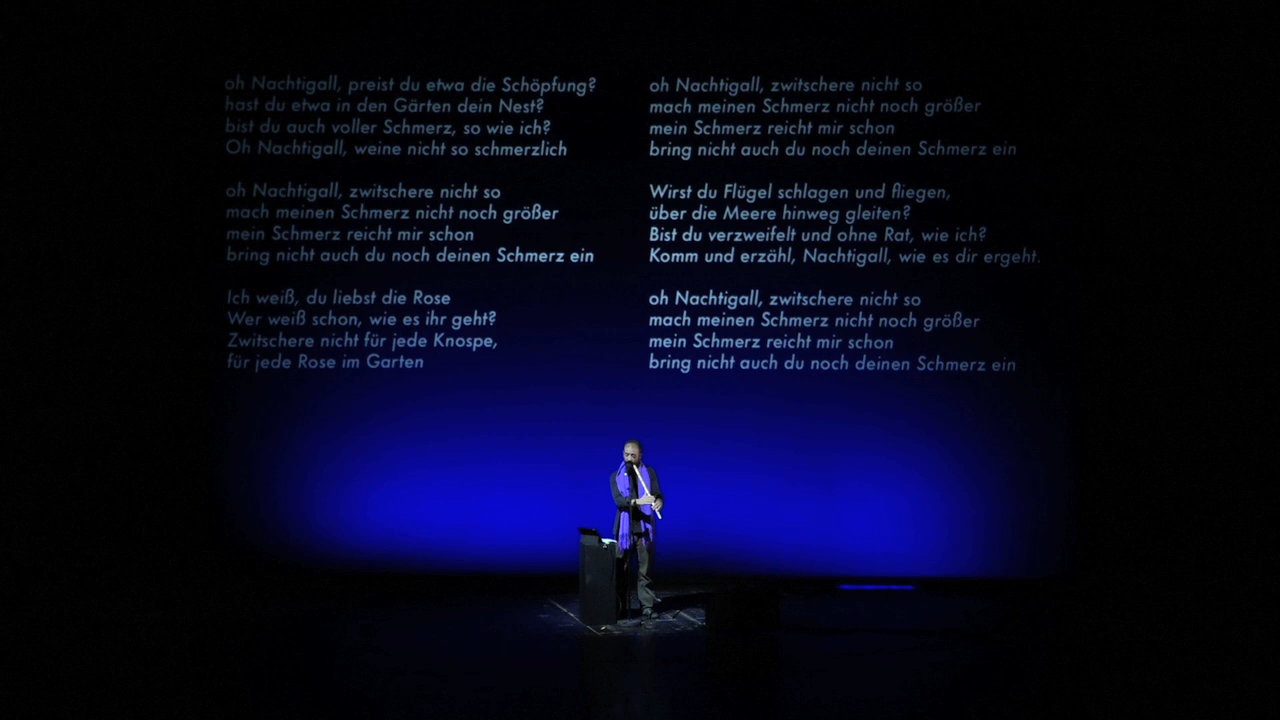 oh Nachtigall, preist du etwa die Schöpfung?
hast du etwa in den Gärten dein Nest?
bist du auch voller Schmerz, so wie ich?
Oh Nachtigall, weine nicht so schmerzlich
oh Nachtigall, zwitschere nicht so
mach meinen Schmerz nicht noch größer
mein Schmerz reicht mir schon
bring nicht auch du noch deinen Schmerz ein
Ich weiß, du liebst die Rose
Wer weiß schon, wie es ihr geht?
Zwitschere nicht für jede Knospe,
für jede Rose im Garten
oh Nachtigall, zwitschere nicht so
mach meinen Schmerz nicht noch größer
mein Schmerz reicht mir schon
bring nicht auch du noch deinen Schmerz ein
Wirst du Flügel schlagen und fliegen,
über die Meere hinweg gleiten?
Bist du verzweifelt und ohne Rat, wie ich?
Komm und erzähl, Nachtigall, wie es dir ergeht.
oh Nachtigall, zwitschere nicht so
mach meinen Schmerz nicht noch größer
mein Schmerz reicht mir schon
bring nicht auch du noch deinen Schmerz ein